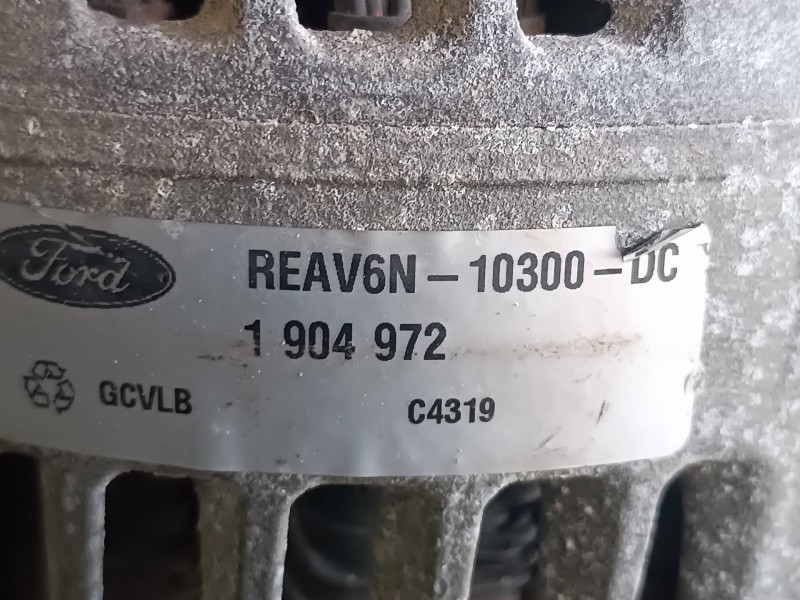 Ford
REAV6N-10300-DC
1 904 972
GCVLB C4319